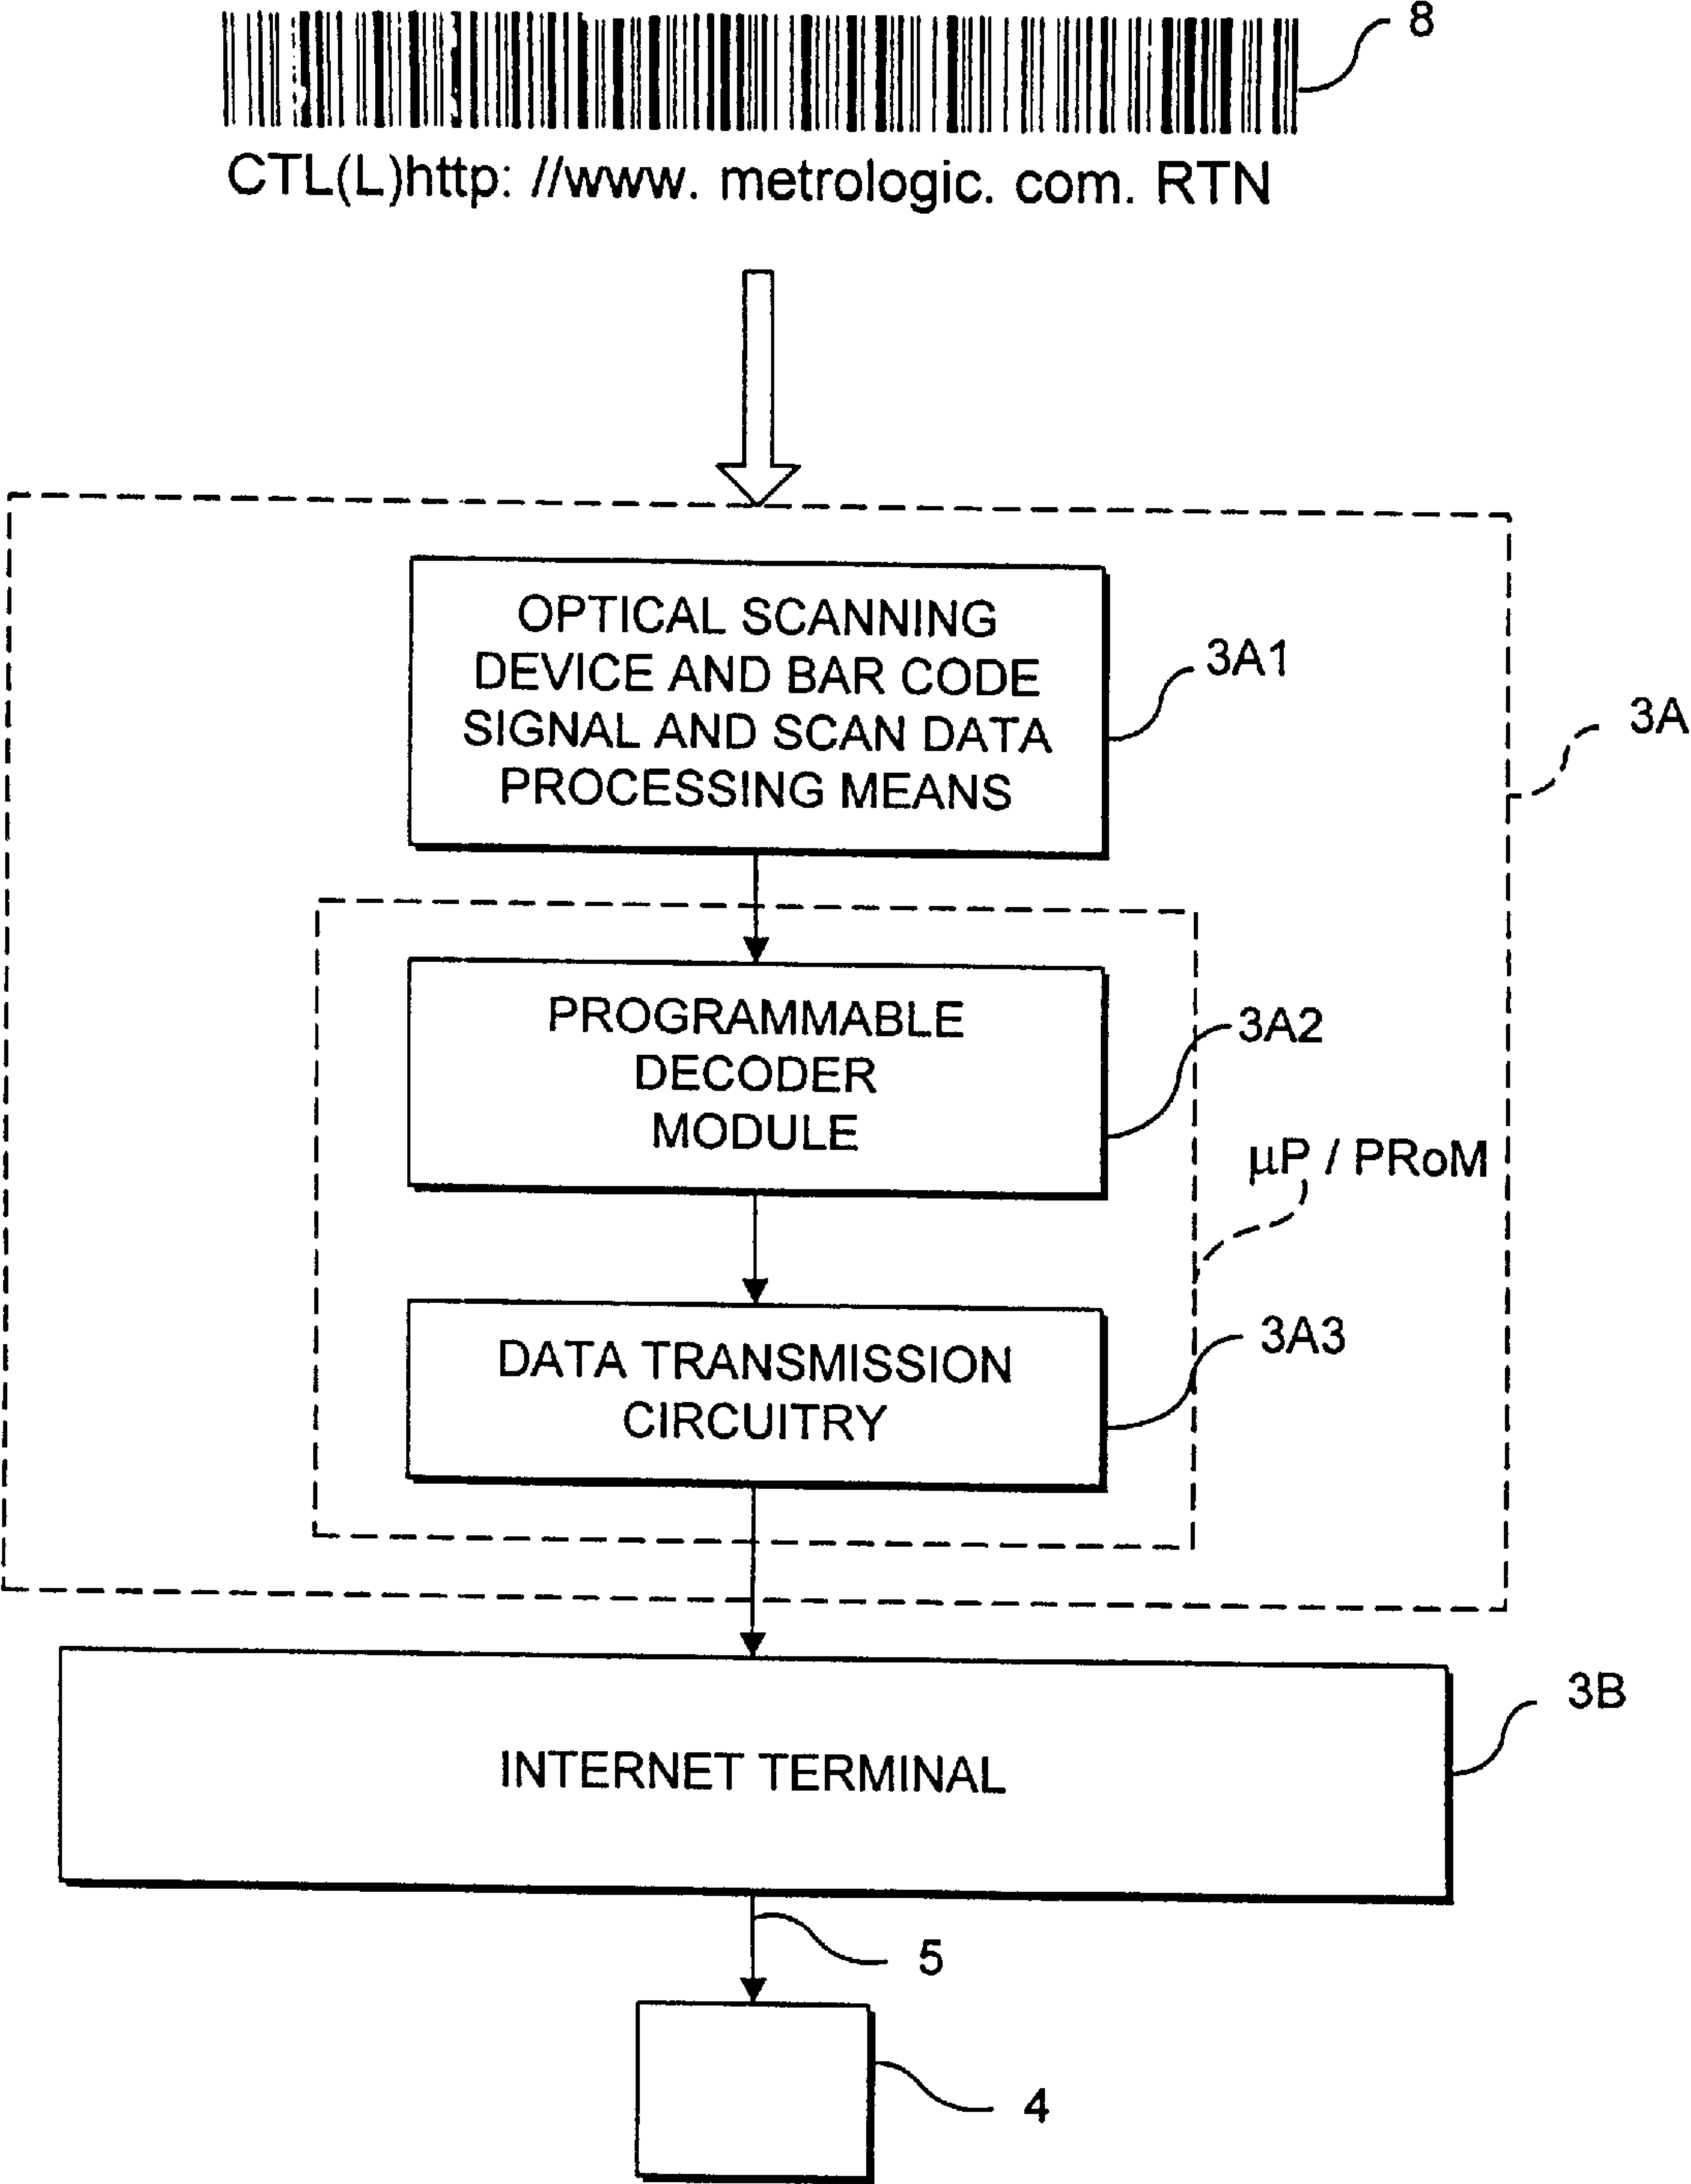 8
CTL(L)http: //www. metrologic. com. RTN
OPTICAL SCANNING
DEVICE AND BAR CODE
SIGNAL AND SCAN DATA
PROCESSING MEANS
3A1
3A
PROGRAMMABLE
DECODER
MODULE
3A2
μP / PRoM
DATA TRANSMISSION
CIRCUITRY
3A3
INTERNET TERMINAL
3B
5
4